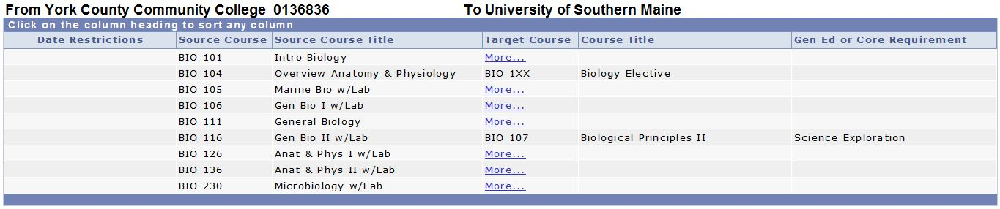 From York County Community College 0136836 To University of Southern Maine
Click on the column heading to sort any column
Date Restrictions Source Course Source Course Title Target Course Course Title Gen Ed or Core Requirement
BIO 101 Intro Biology More...
BIO 104 Overview Anatomy & Physiology BIO 1XX Biology Elective
BIO 105 Marine Bio w/Lab More...
BIO 106 Gen Bio I w/Lab More...
BIO 111 General Biology More...
BIO 116 Gen Bio II w/Lab BIO 107 Biological Principles II Science Exploration
BIO 126 Anat & Phys I w/Lab More...
BIO 136 Anat & Phys II w/Lab More...
BIO 230 Microbiology w/Lab More...